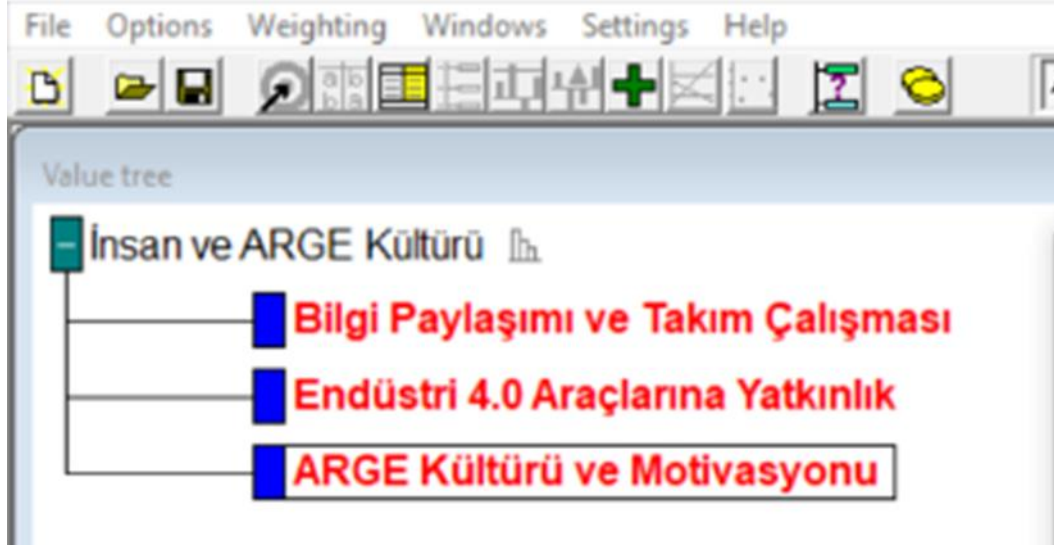 File Options Weighting Windows Settings Help
a b
b a
?
Value tree
İnsan ve ARGE Kültürü
Bilgi Paylaşımı ve Takım Çalışması
Endüstri 4.0 Araçlarına Yatkınlık
ARGE Kültürü ve Motivasyonu